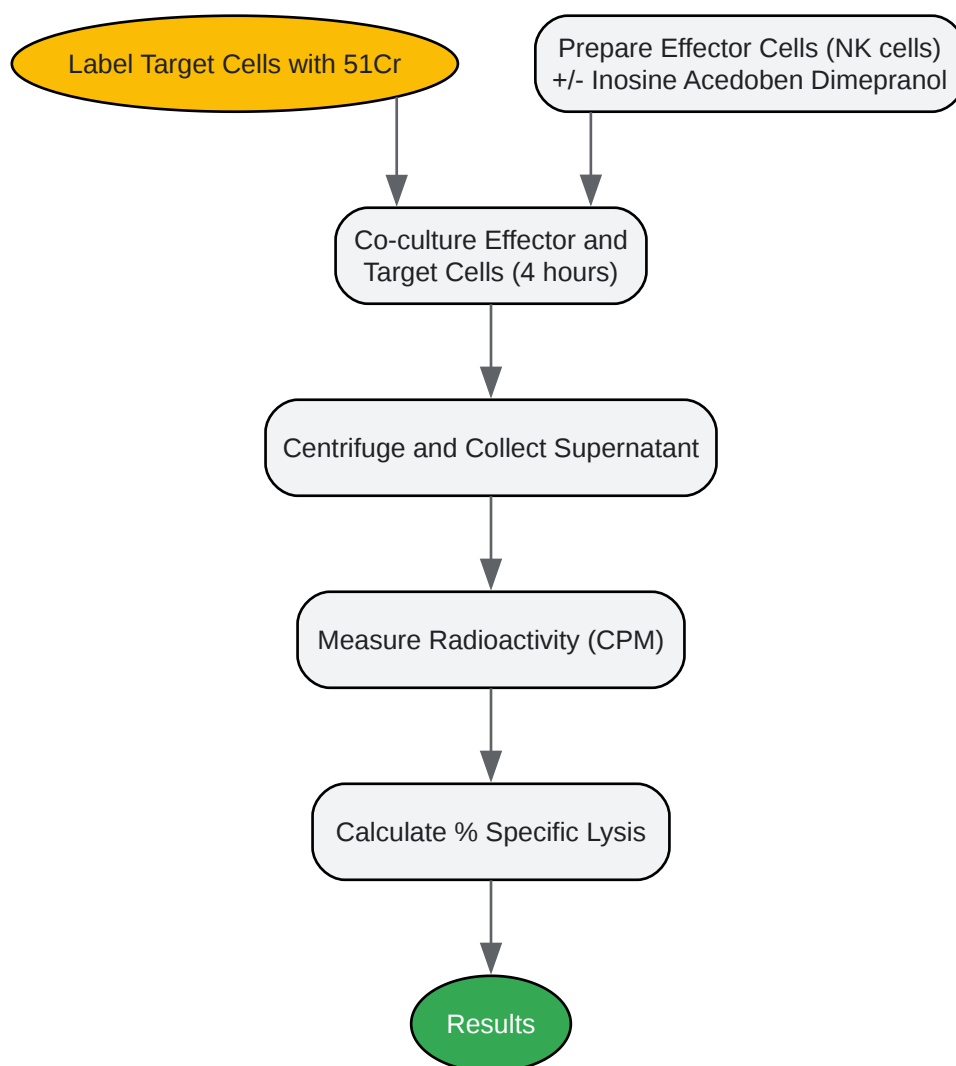 Label Target Cells with 51Cr
Prepare Effector Cells (NK cells)
+/- Inosine Acedoben Dimepranol
Co-culture Effector and
Target Cells (4 hours)
Centrifuge and Collect Supernatant
Measure Radioactivity (CPM)
Calculate % Specific Lysis
Results